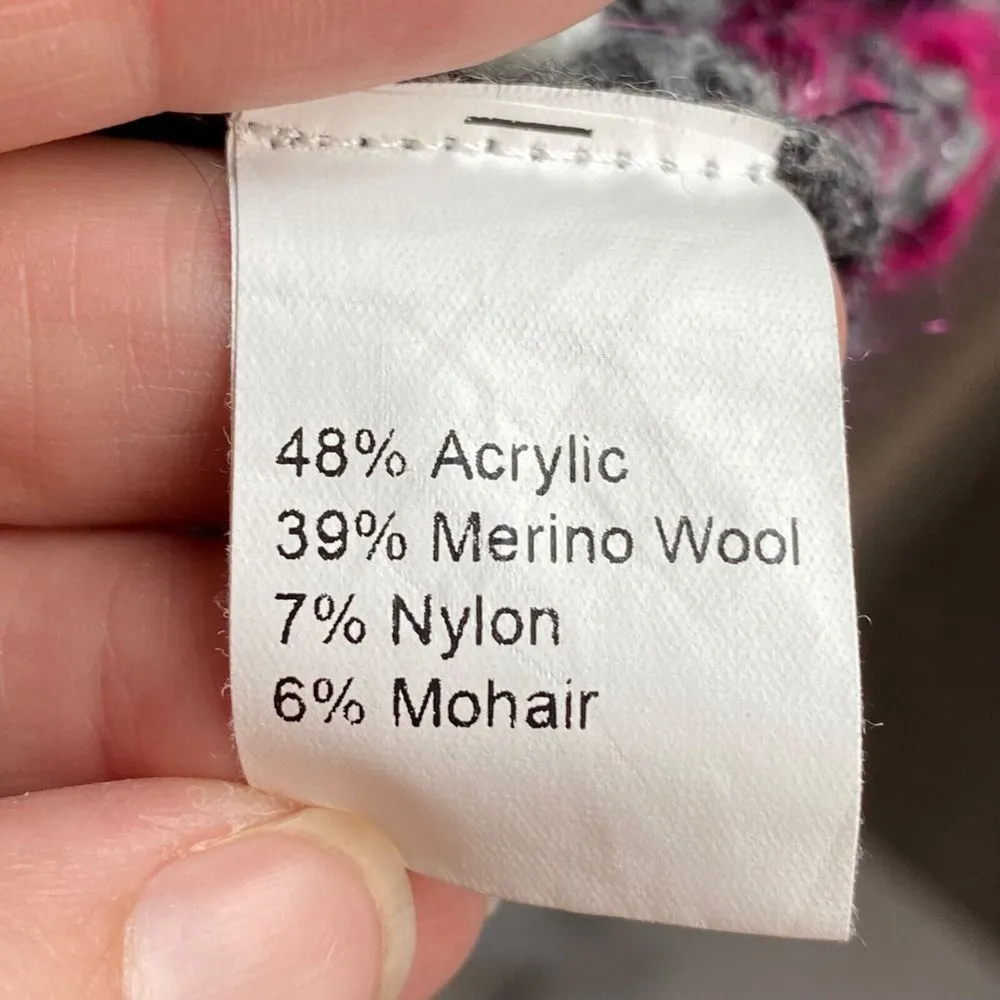 48% Acrylic
39% Merino Wool
7% Nylon
6% Mohair